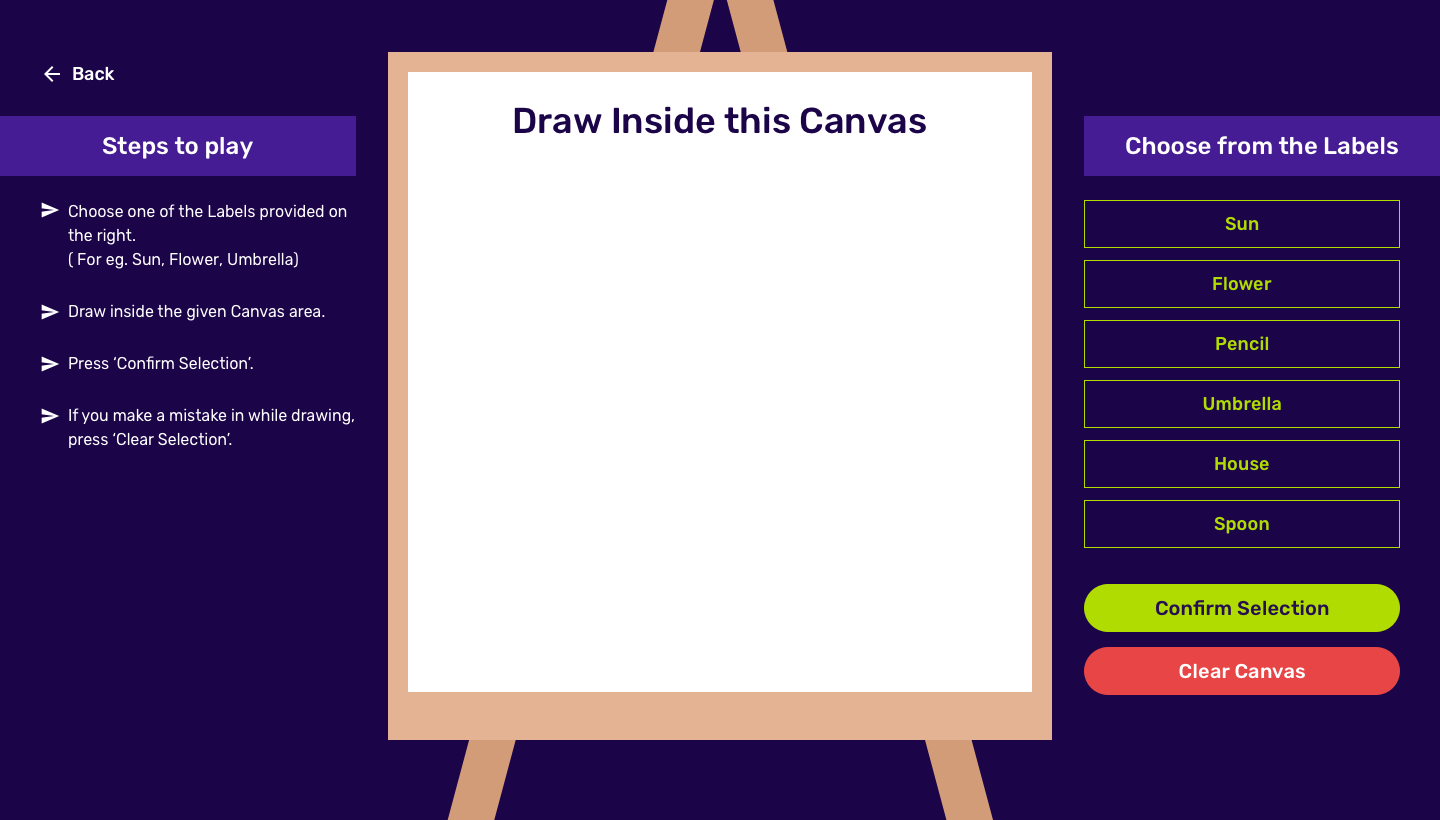 Back
Steps to play
Choose one of the Labels provided on
the right.
( For eg. Sun, Flower, Umbrella)
Draw inside the given Canvas area.
Press ‘Confirm Selection’.
If you make a mistake in while drawing,
press ‘Clear Selection’.
Draw Inside this Canvas
Choose from the Labels
Sun
Flower
Pencil
Umbrella
House
Spoon
Confirm Selection
Clear Canvas